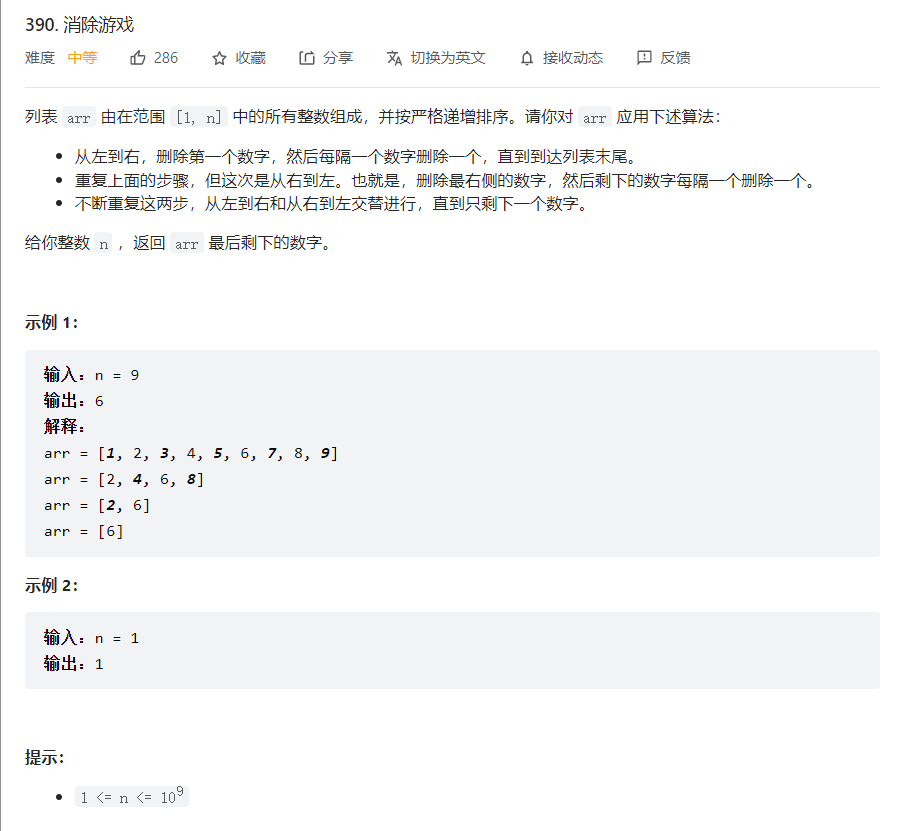 390. 消除游戏
难度 中等 286 收藏 分享 切换为英文 接收动态 反馈
列表 arr 由在范围 [1, n] 中的所有整数组成，并按严格递增排序。请你对 arr 应用下述算法：
• 从左到右，删除第一个数字，然后每隔一个数字删除一个，直到到达列表末尾。
• 重复上面的步骤，但这次是从右到左。也就是，删除最右侧的数字，然后剩下的数字每隔一个删除一个。
• 不断重复这两步，从左到右和从右到左交替进行，直到只剩下一个数字。
给你整数 n ，返回 arr 最后剩下的数字。
示例 1：
输入：n = 9
输出：6
解释：
arr = [1, 2, 3, 4, 5, 6, 7, 8, 9]
arr = [2, 4, 6, 8]
arr = [2, 6]
arr = [6]
示例 2：
输入：n = 1
输出：1
提示：
• 1 <= n <= 10⁹